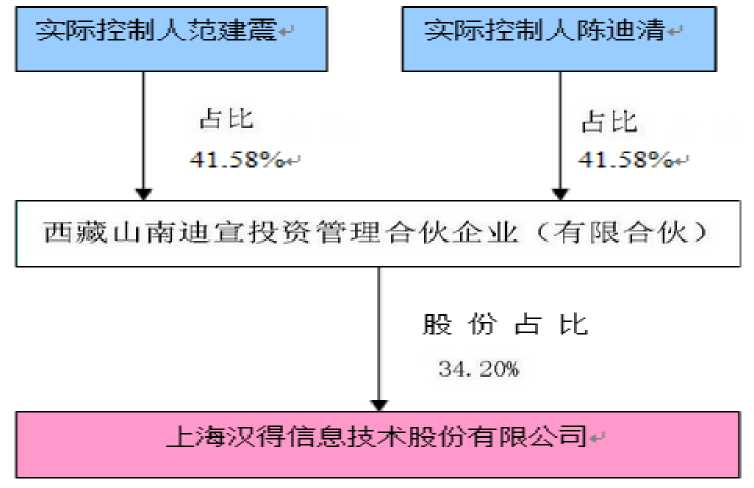 实际控制人范建震
实际控制人陈迪清
占比
41.58%
占比
41.58%
西藏山南迪宣投资管理合伙企业（有限合伙）
股份占比
34.20%
上海汉得信息技术股份有限公司